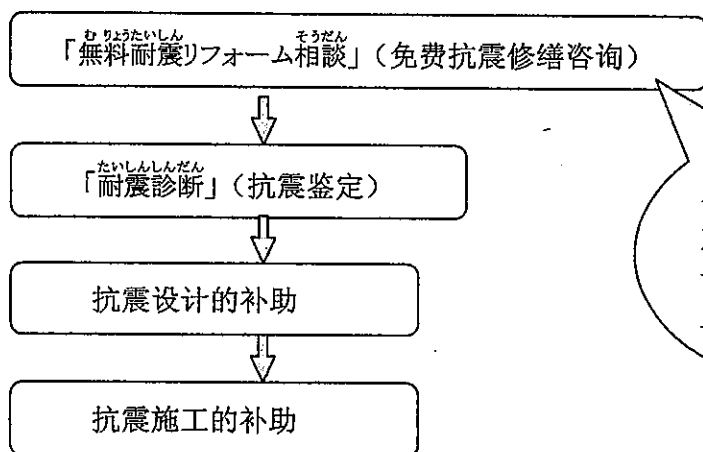 「無料耐震リフォーム相談」（免费抗震修缮咨询）
「耐震診断」（抗震鉴定）
抗震设计的补助
抗震施工的补助